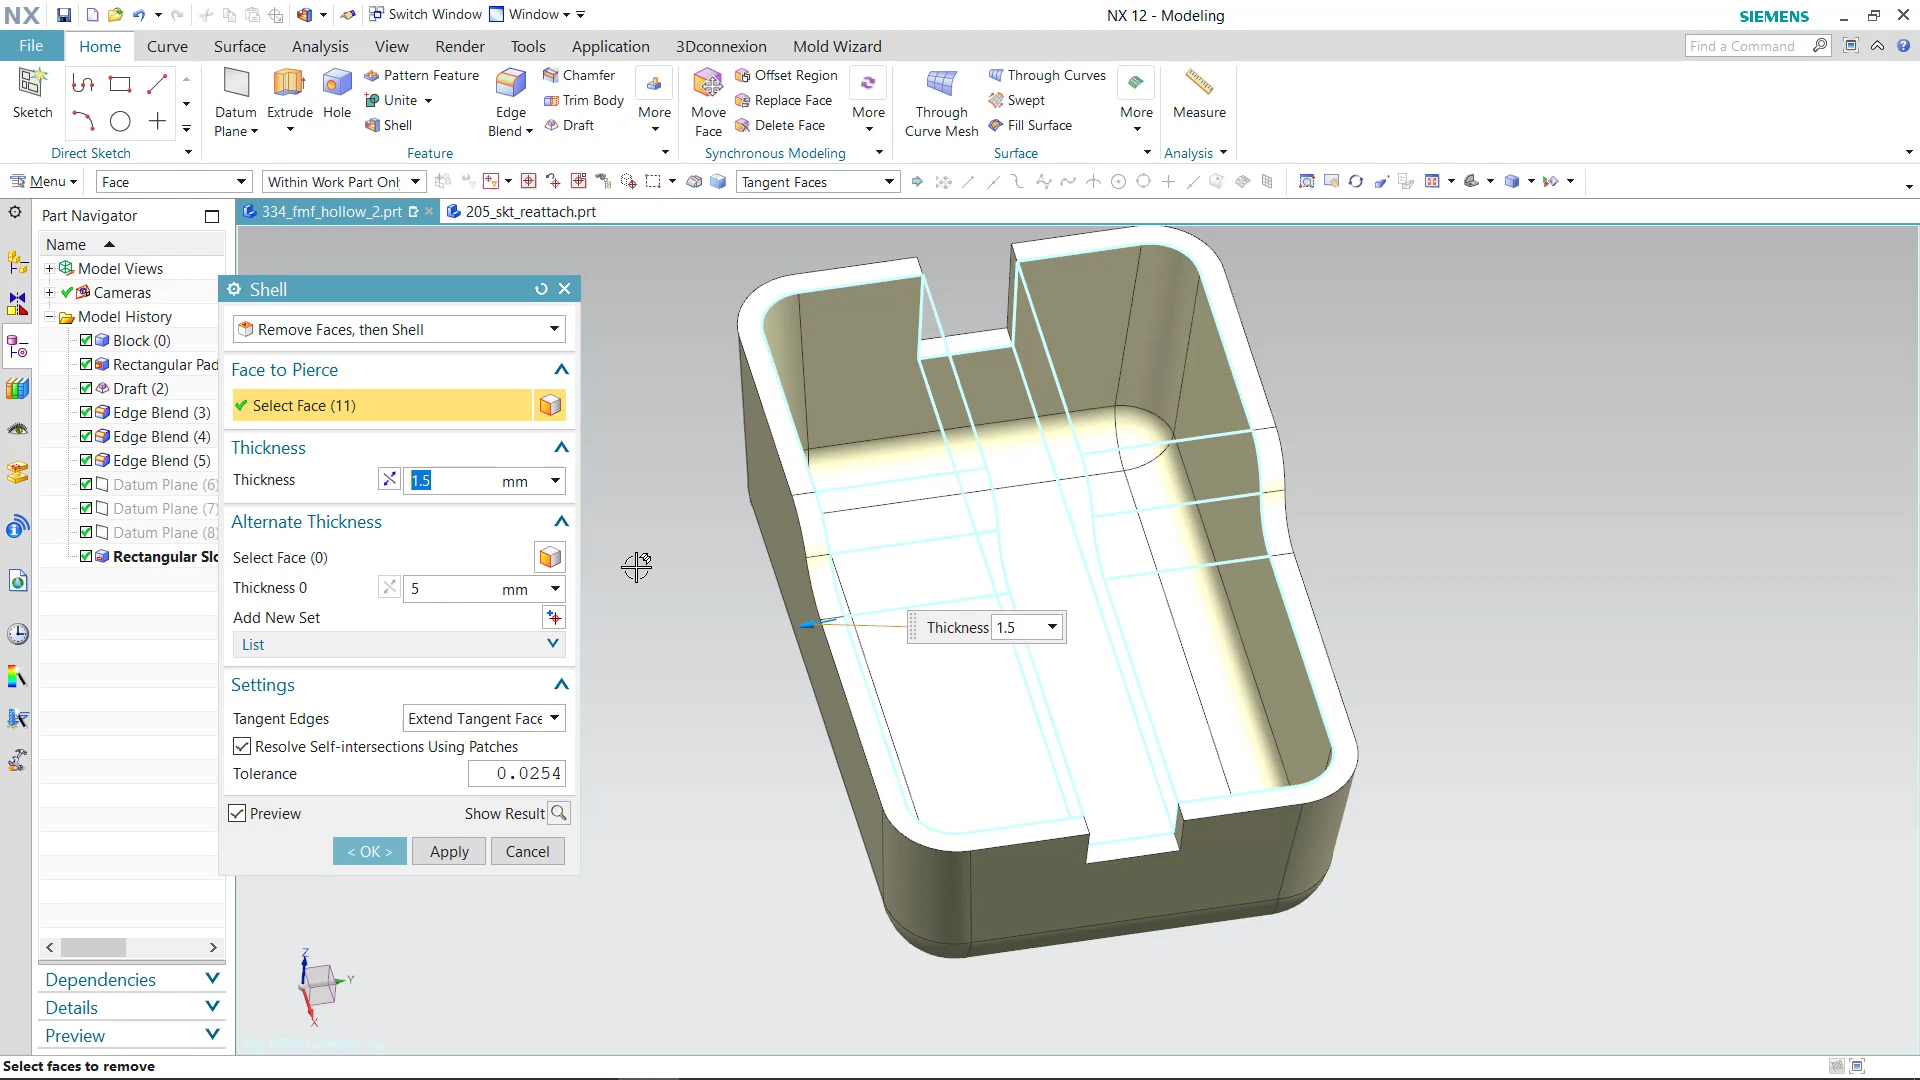 NX
Switch Window
Window
NX 12 - Modeling
SIEMENS
File
Home
Curve
Surface
Analysis
View
Render
Tools
Application
3Dconnexion
Mold Wizard
Find a Command
Sketch
Direct Sketch
Datum
Plane
Extrude
Hole
Pattern Feature
Unite
Shell
Edge
Blend
Chamfer
Trim Body
Draft
More
Feature
Move
Face
Offset Region
Replace Face
Delete Face
More
Synchronous Modeling
Through
Curve Mesh
Through Curves
Swept
Fill Surface
More
Surface
Measure
Analysis
Menu
Face
Within Work Part Onl
Tangent Faces
Part Navigator
334_fmf_hollow_2.prt
205_skt_reattach.prt
Name
Model Views
Cameras
Model History
Block (0)
Rectangular Pad
Draft (2)
Edge Blend (3)
Edge Blend (4)
Edge Blend (5)
Datum Plane (6)
Datum Plane (7)
Datum Plane (8)
Rectangular Slo
Dependencies
Details
Preview
Shell
Remove Faces, then Shell
Face to Pierce
Select Face (11)
Thickness
Thickness
1.5
mm
Alternate Thickness
Select Face (0)
Thickness 0
5
mm
Add New Set
List
Settings
Tangent Edges
Extend Tangent Face
Resolve Self-intersections Using Patches
Tolerance
0.0254
Preview
Show Result
< OK >
Apply
Cancel
Thickness 1.5
Z
Y
X
Select faces to remove